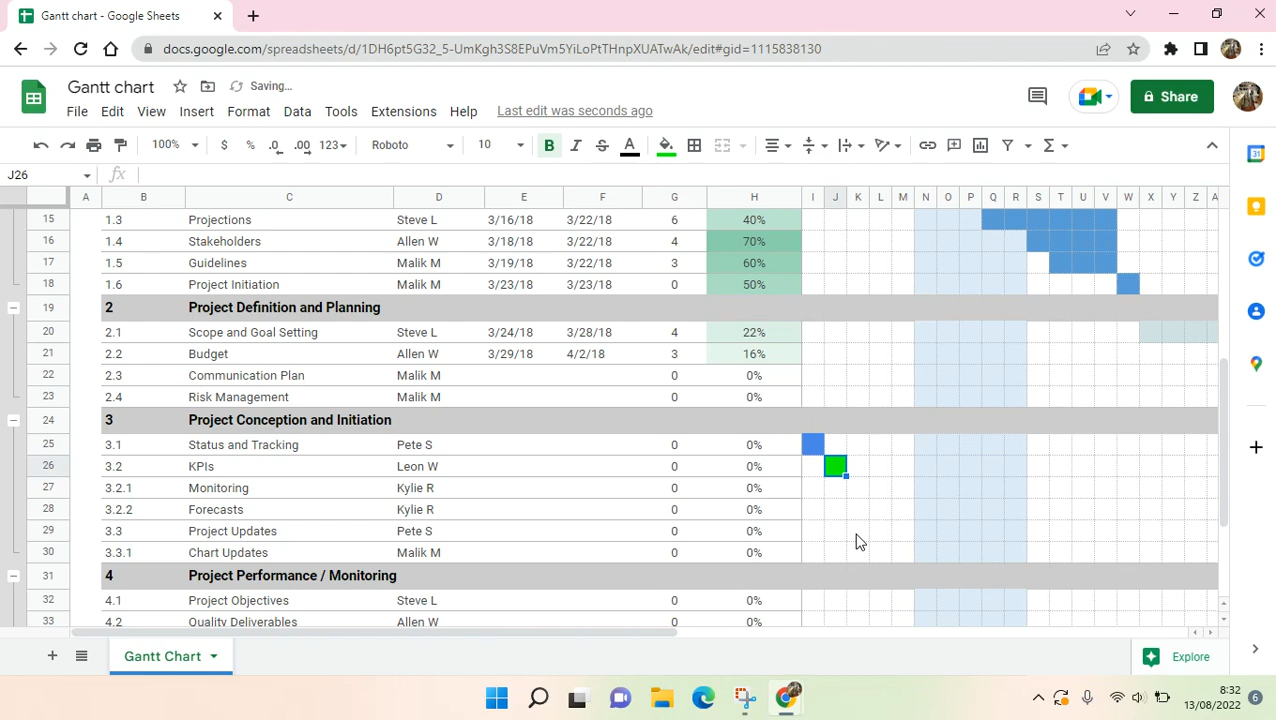 Gantt chart - Google Sheets
docs.google.com/spreadsheets/d/1DH6pt5G32_5-UmKgh3S8EPuVm5YiLoPtTHnpXUATwAk/edit#gid=1115838130
Gantt chart Saving...
Share
File Edit View Insert Format Data Tools Extensions Help Last edit was seconds ago
100% $ % .0 .00 123 Roboto 10 B I S A
J26 fx
A B C D E F G H I J K L M N O P Q R S T U V W X Y Z A
15 1.3 Projections Steve L 3/16/18 3/22/18 6 40%
16 1.4 Stakeholders Allen W 3/18/18 3/22/18 4 70%
17 1.5 Guidelines Malik M 3/19/18 3/22/18 3 60%
18 1.6 Project Initiation Malik M 3/23/18 3/23/18 0 50%
19 2 Project Definition and Planning
20 2.1 Scope and Goal Setting Steve L 3/24/18 3/28/18 4 22%
21 2.2 Budget Allen W 3/29/18 4/2/18 3 16%
22 2.3 Communication Plan Malik M 0 0%
23 2.4 Risk Management Malik M 0 0%
24 3 Project Conception and Initiation
25 3.1 Status and Tracking Pete S 0 0%
26 3.2 KPIs Leon W 0 0%
27 3.2.1 Monitoring Kylie R 0 0%
28 3.2.2 Forecasts Kylie R 0 0%
29 3.3 Project Updates Pete S 0 0%
30 3.3.1 Chart Updates Malik M 0 0%
31 4 Project Performance / Monitoring
32 4.1 Project Objectives Steve L 0 0%
33 4.2 Quality Deliverables Allen W 0 0%
Gantt Chart Explore
8:32
13/08/2022 6